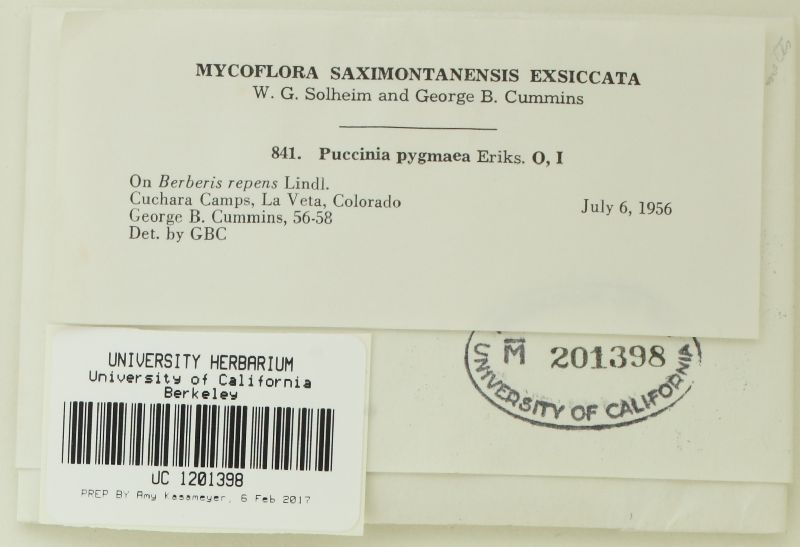 MYCOFLORA SAXIMONTANENSIS EXSICCATA
W. G. Solheim and George B. Cummins
841. Puccinia pygmaea Eriks. O, I
On Berberis repens Lindl.
Cuchara Camps, La Veta, Colorado
July 6, 1956
George B. Cummins, 56-58
Det. by GBC
M 201398
UNIVERSITY OF CALIFORNIA
UNIVERSITY HERBARIUM
University of California
Berkeley
UC 1201398
PREP BY Amy Kasameyer, 6 Feb 2017